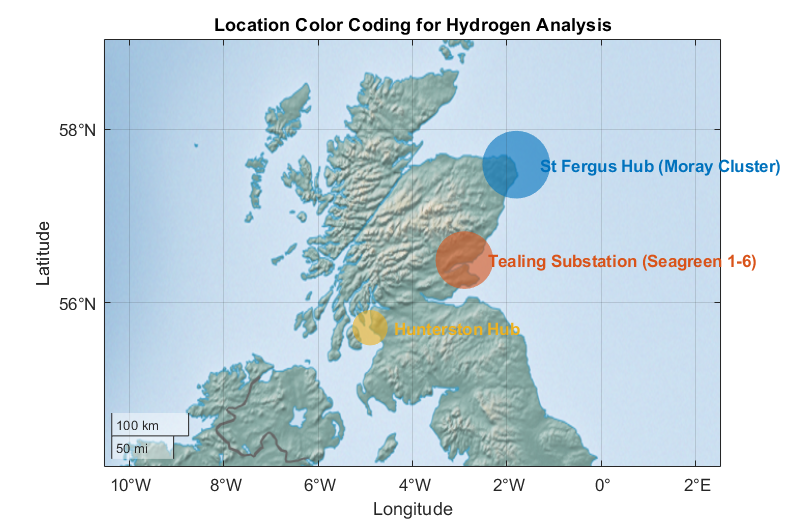 Location Color Coding for Hydrogen Analysis
58°N
St Fergus Hub (Moray Cluster)
Latitude
Tealing Substation (Seagreen 1-6)
56°N
Hunterston Hub
100 km
50 mi
10°W 8°W 6°W 4°W 2°W 0° 2°E
Longitude